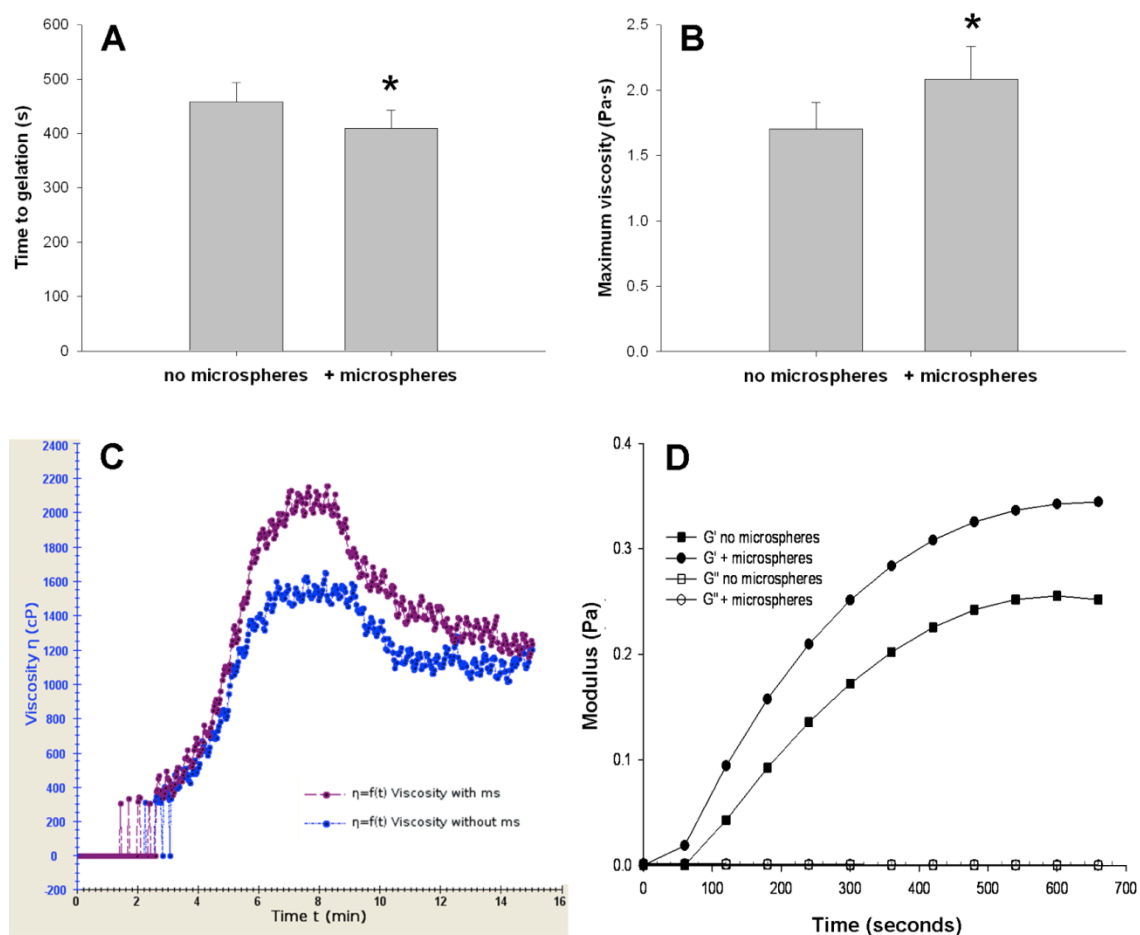 A
Time to gelation (s)
600
500
400
300
200
100
0
*
no microspheres
+ microspheres
B
Maximum viscosity (Pa·s)
2.5
2.0
1.5
1.0
0.5
0.0
*
no microspheres
+ microspheres
C
Viscosity η (cP)
2400
2200
2000
1800
1600
1400
1200
1000
800
600
400
200
0
-200
η=f(t) Viscosity with ms
η=f(t) Viscosity without ms
0 2 4 6 8 10 12 14 16
Time t (min)
D
Modulus (Pa)
0.4
0.3
0.2
0.1
0.0
G' no microspheres
G' + microspheres
G'' no microspheres
G'' + microspheres
0 100 200 300 400 500 600 700
Time (seconds)